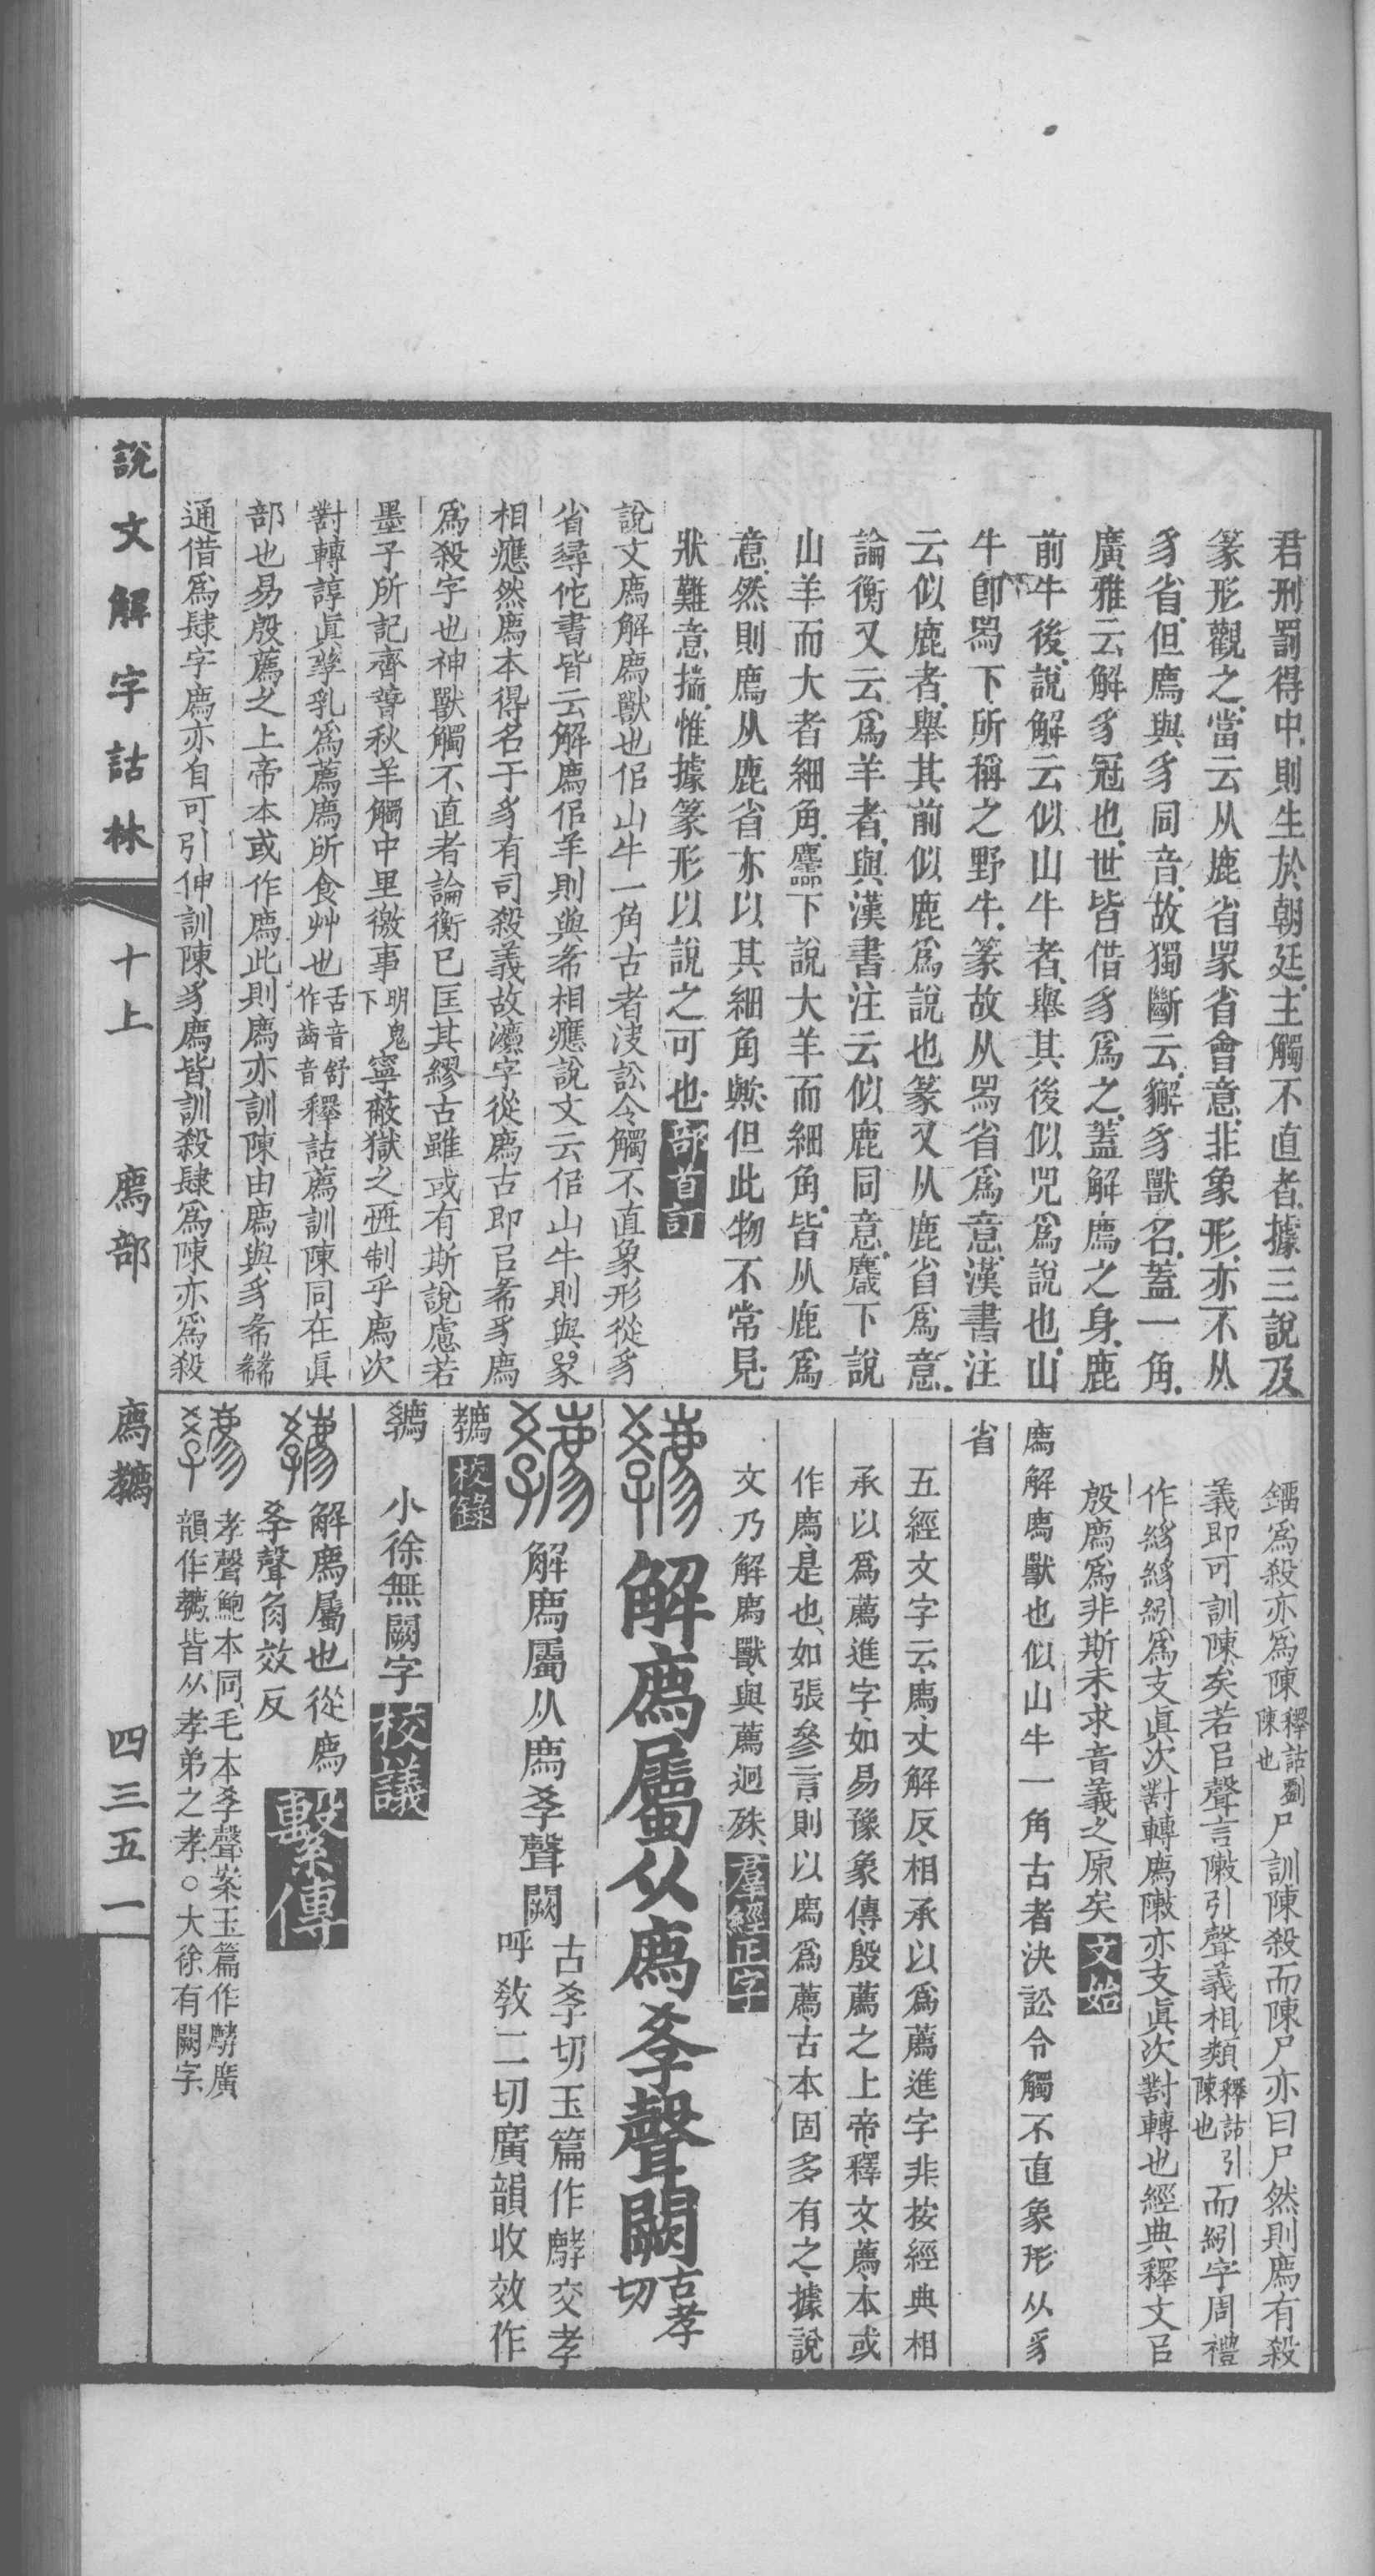 君刑罰得中則生於朝廷主觸不直者據三說及
篆形觀之當云从鹿省㒸省會意非象形亦不从
豸省但廌與豸同音故獨斷云獬豸獸名蓋一角
廣雅云解豸冠也世皆借豸爲之蓋解廌之身鹿
前牛後說解云似山牛者舉其後似咒爲說也山
牛卽舄下所稱之野牛篆故从舄省爲意漢書注
云似鹿者舉其前似鹿爲說也篆又从鹿省爲意
論衡又云爲羊者與漢書注云似鹿同意麙下說
山羊而大者細角麢下說大羊而細角皆从鹿爲
意然則廌从鹿省亦以其細角歟但此物不常見
狀難意揣惟據篆形以說之可也部首訂
說文廌解廌獸也佀山牛一角古者決訟令觸不直象形從豸
省尋佗書皆云解廌佀羊則與希相應說文云佀山牛則與㒸
相應然廌本得名于豸有司殺義故灋字從廌古即㠯希豸廌
爲殺字也神獸觸不直者論衡已匡其繆古雖或有斯說慮若
墨子所記齊諬秋羊觸中里徼事明鬼下寧蔽獄之亟制乎廌次
對轉諄眞孳乳爲薦廌所食艸也舌音舒作齒音釋詁薦訓陳同在眞
部也易殷薦之上帝本或作廌此則廌亦訓陳由廌與豸希𢑓
通借爲肆字廌亦自可引伸訓陳豸廌皆訓殺肆爲陳亦爲殺
鐂爲殺亦爲陳釋詁劉陳也尸訓陳殺而陳尸亦曰尸然則廌有殺
義即可訓陳矣若㠯聲言敶引聲義相類釋詁引陳也而紖字周禮
作絼絼紖爲支眞次對轉廌敶亦支眞次對轉也經典釋文㠯
殷廌爲非斯未求音義之原矣文始
廌解廌獸也似山牛一角古者決訟令觸不直象形从豸
省
五經文字云廌丈解反相承以爲薦進字非按經典相
承以爲薦進字如易豫象傳殷薦之上帝釋文薦本或
作廌是也如張參言則以廌爲薦古本固多有之據說
文乃解廌獸與薦迥殊羣經正字
解廌屬从廌孝聲闕古孝切
解廌屬从廌孝聲闕古孝切玉篇作䴛交孝呼敎二切廣韻收效作
校錄
小徐無闕字校議
解廌屬也從廌孝聲角效反繫傳
孝聲鮑本同毛本孝聲案玉篇作䴛廣韻作皆从孝弟之孝○大徐有闕字
說文解字詁林 十上 廌部 廌 四三五一